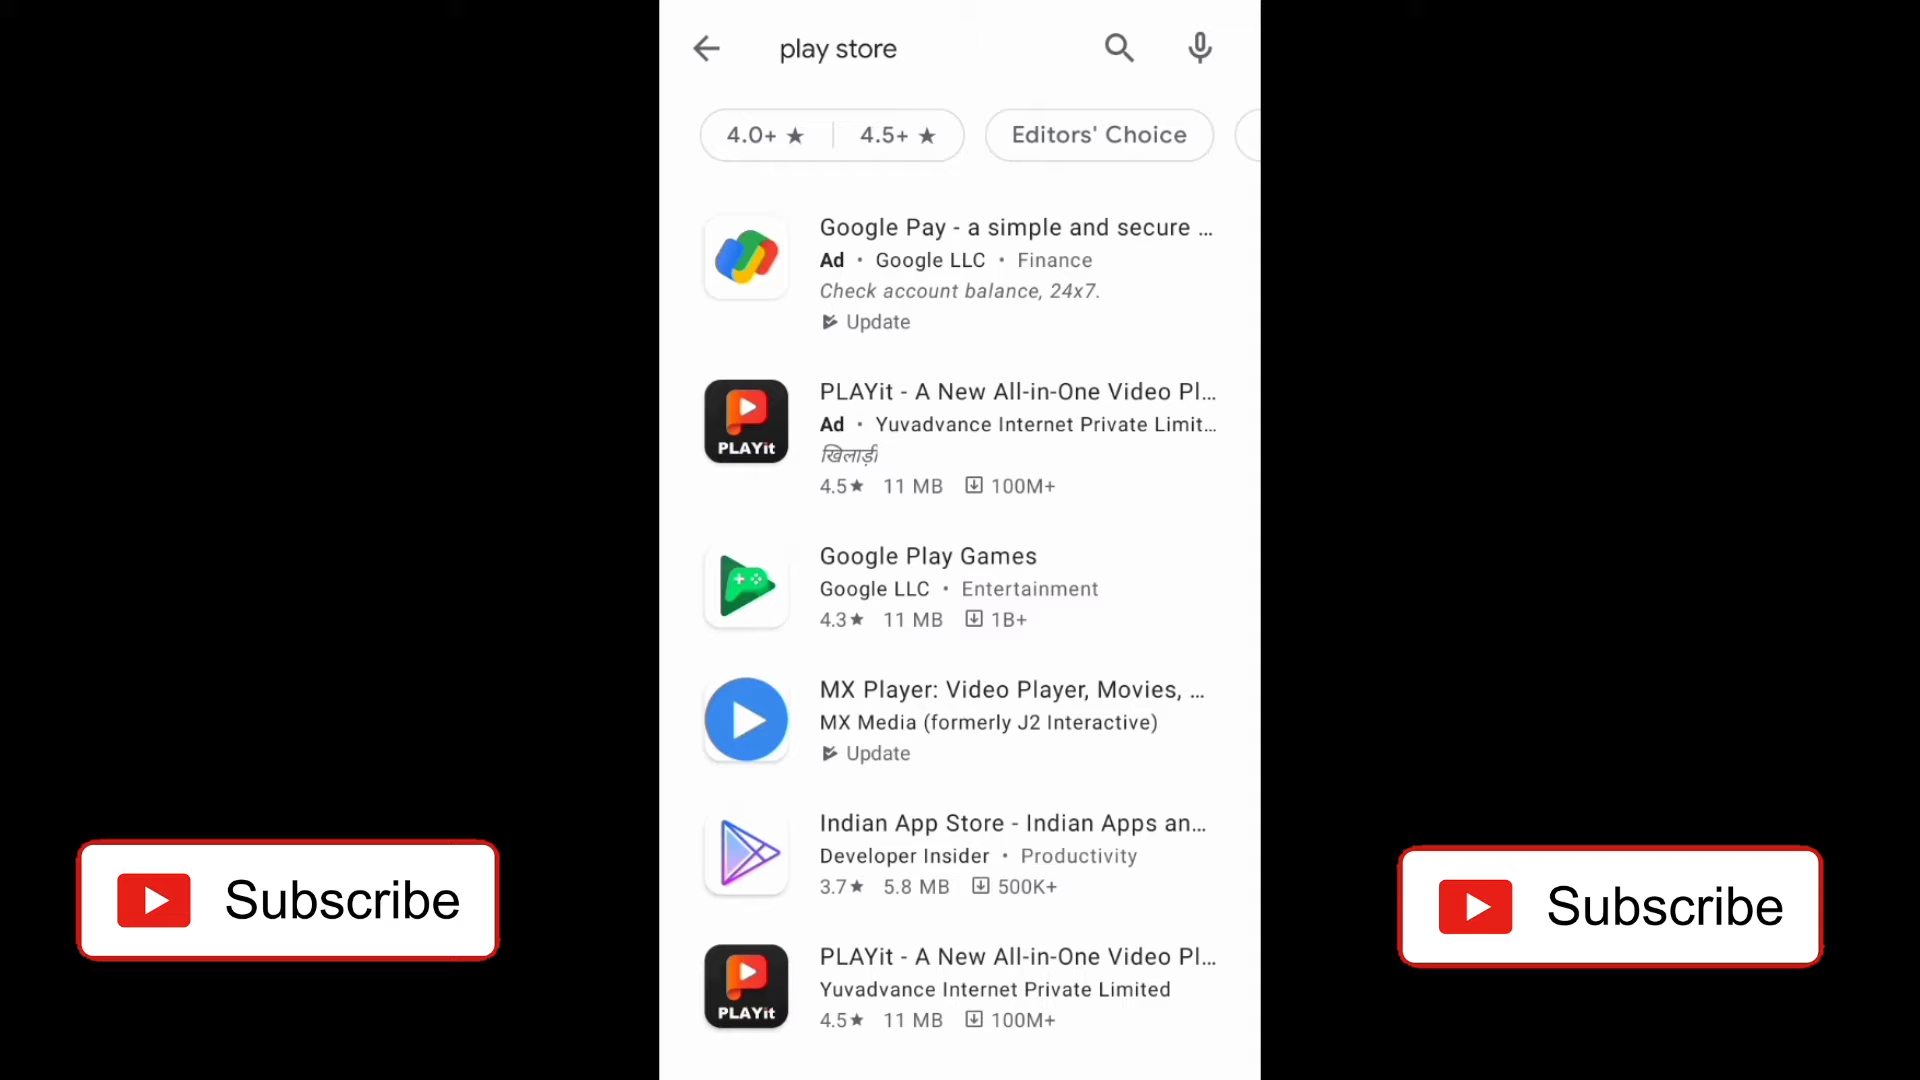 play store
4.0+ ★ 4.5+ ★ Editors' Choice
Google Pay - a simple and secure ...
Ad • Google LLC • Finance
Check account balance, 24x7.
Update
PLAYit - A New All-in-One Video Pl...
Ad • Yuvadvance Internet Private Limit...
खिलाड़ी
4.5★ 11 MB 100M+
PLAYit
Google Play Games
Google LLC • Entertainment
4.3★ 11 MB 1B+
MX Player: Video Player, Movies, ...
MX Media (formerly J2 Interactive)
Update
Indian App Store - Indian Apps an...
Developer Insider • Productivity
3.7★ 5.8 MB 500K+
PLAYit - A New All-in-One Video Pl...
Yuvadvance Internet Private Limited
4.5★ 11 MB 100M+
PLAYit
Subscribe
Subscribe